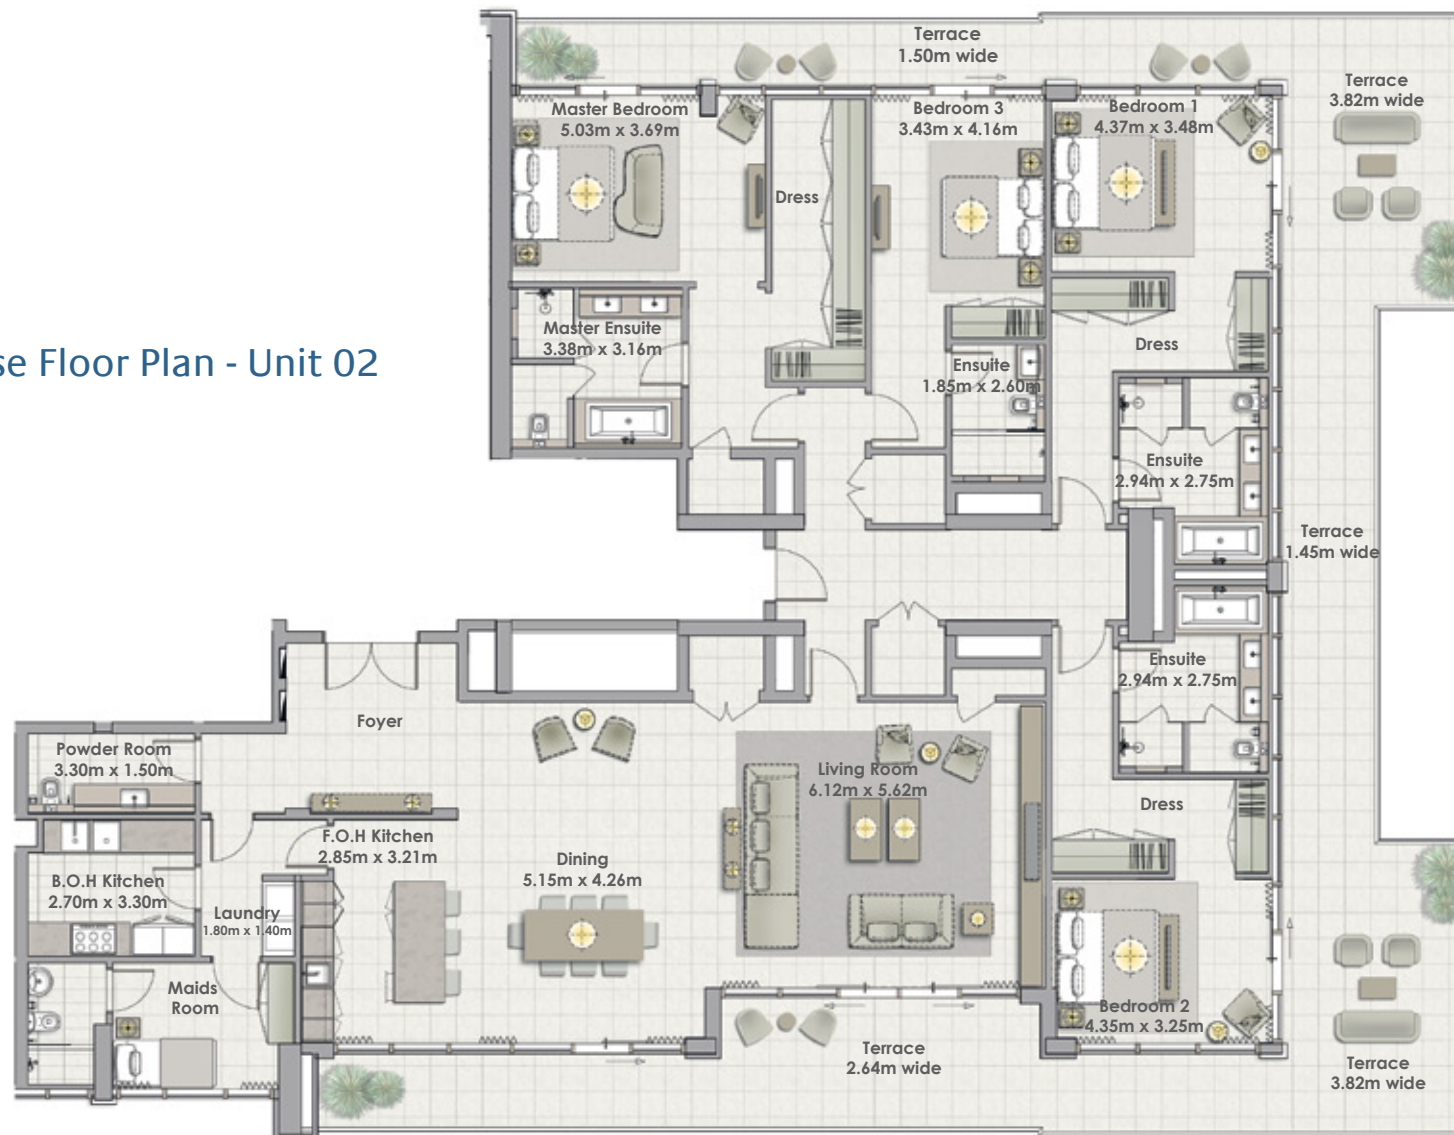 Terrace
1.50m wide
Terrace
3.82m wide
Master Bedroom
5.03m x 3.69m
Bedroom 3
3.43m x 4.16m
Bedroom 1
4.37m x 3.48m
Dress
Master Ensuite
3.38m x 3.16m
Dress
se Floor Plan - Unit 02
Ensuite
1.85m x 2.60m
Ensuite
2.94m x 2.75m
Terrace
1.45m wide
Ensuite
2.94m x 2.75m
Foyer
Powder Room
3.30m x 1.50m
Living Room
6.12m x 5.62m
Dress
F.O.H Kitchen
2.85m x 3.21m
Dining
5.15m x 4.26m
B.O.H Kitchen
2.70m x 3.30m
Laundry
1.80m x 1.40m
Maids
Room
Bedroom 2
4.35m x 3.25m
Terrace
2.64m wide
Terrace
3.82m wide